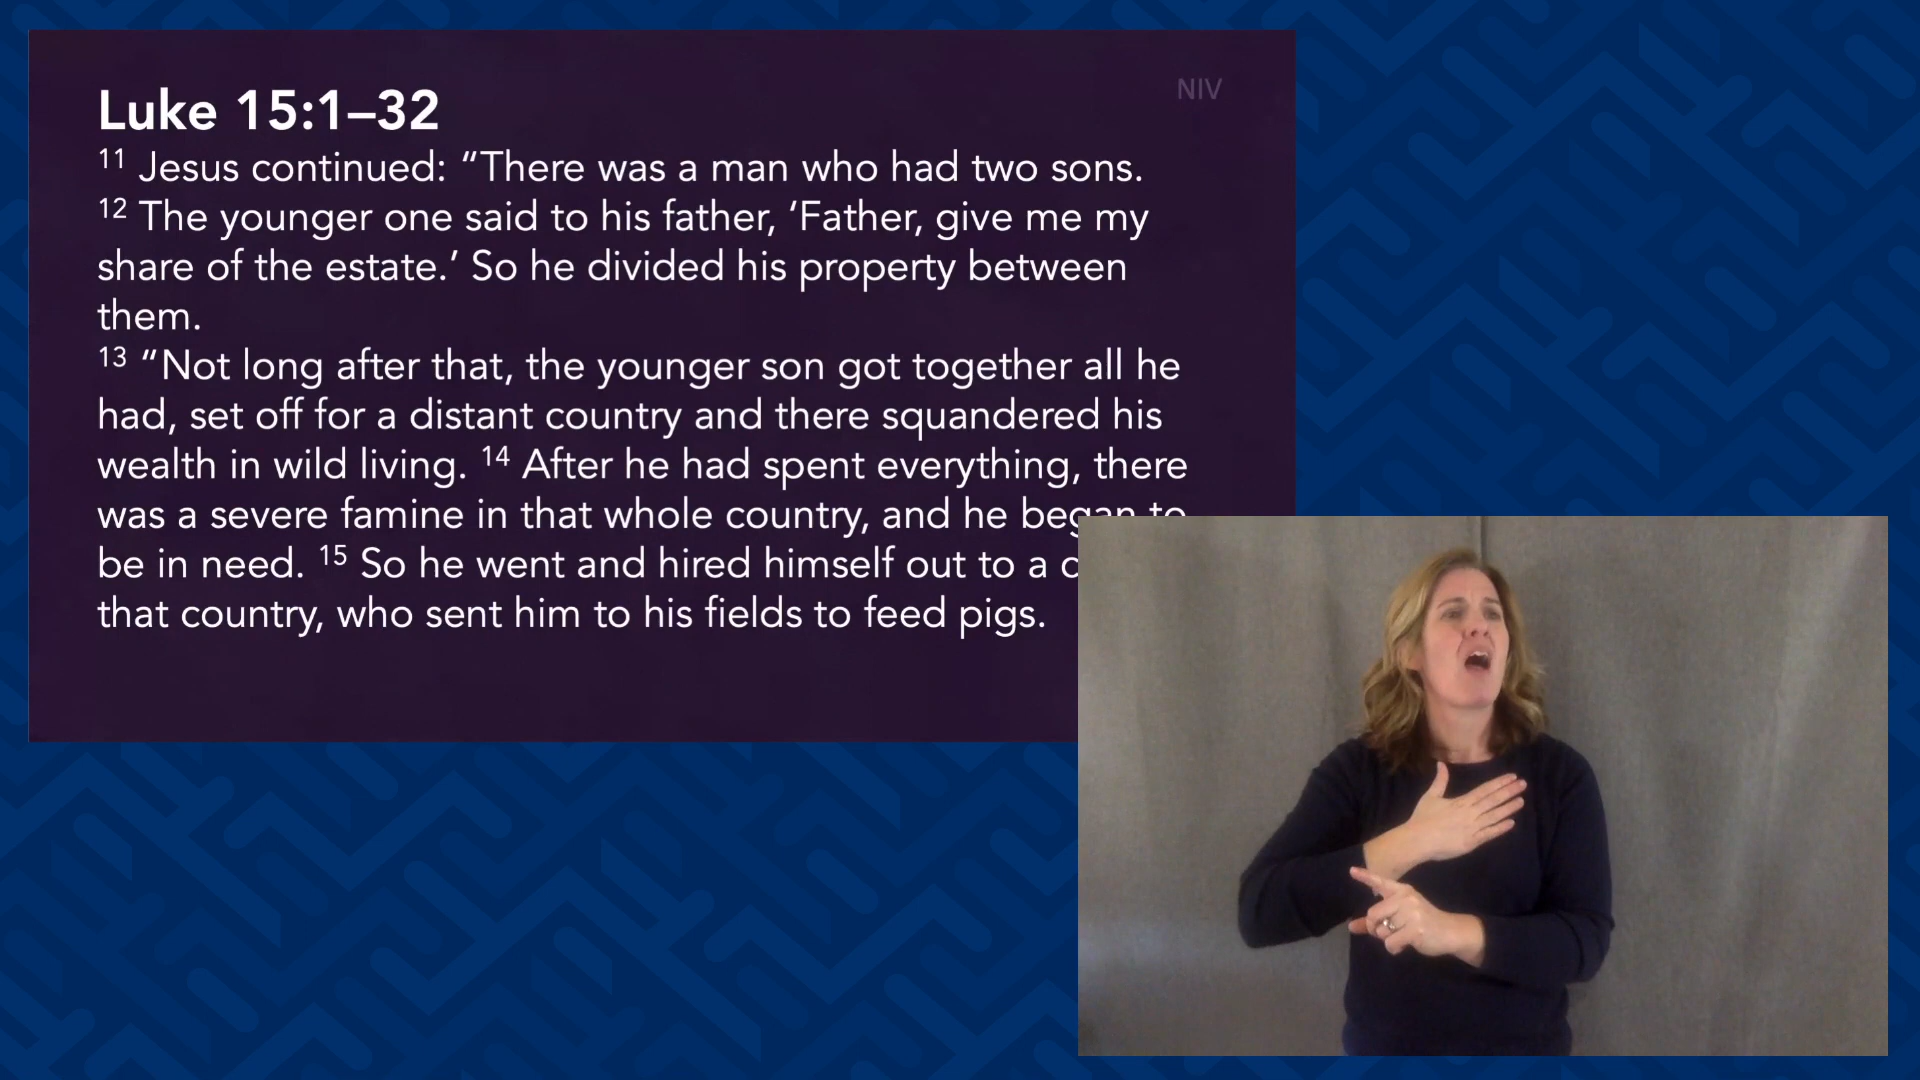 NIV
Luke 15:1–32
11 Jesus continued: “There was a man who had two sons.
12 The younger one said to his father, ‘Father, give me my
share of the estate.’ So he divided his property between
them.
13 “Not long after that, the younger son got together all he
had, set off for a distant country and there squandered his
wealth in wild living. 14 After he had spent everything, there
was a severe famine in that whole country, and he began to
be in need. 15 So he went and hired himself out to a
that country, who sent him to his fields to feed pigs.